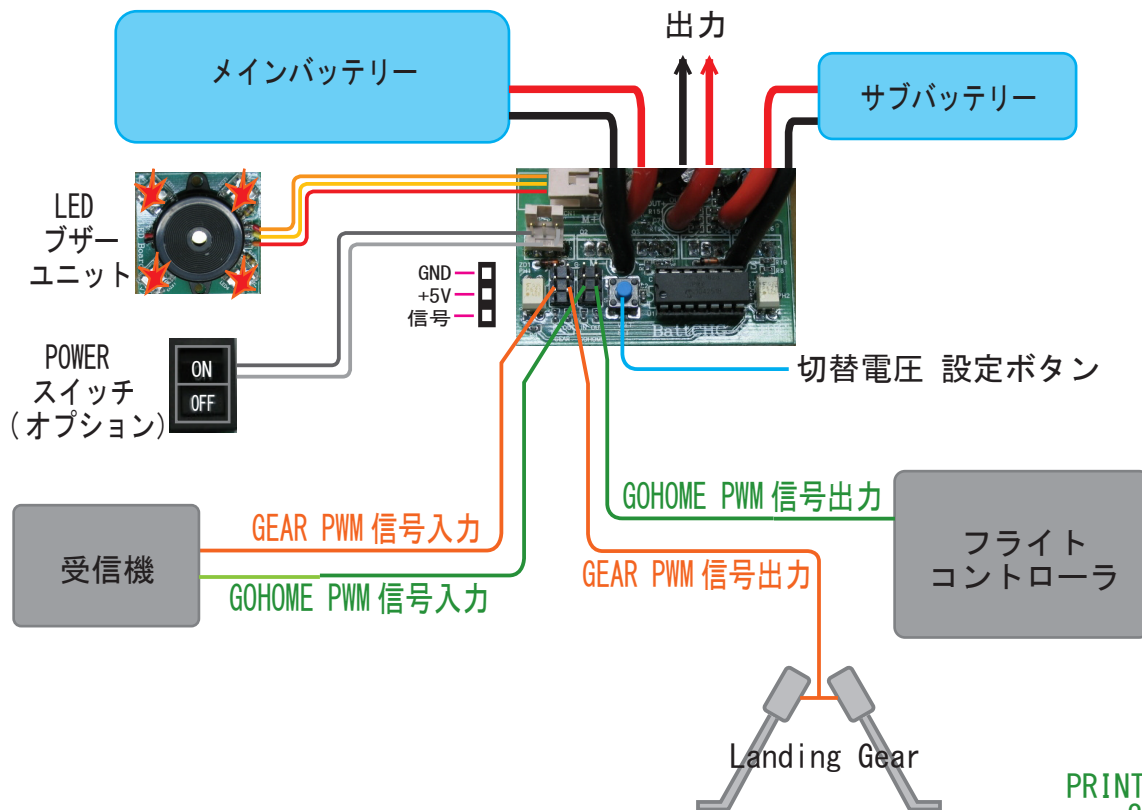 出力
メインバッテリー
サブバッテリー
LED
ブザー
ユニット
GND
+5V
信号
BattCHG
POWER
スイッチ
(オプション)
ON
OFF
切替電圧 設定ボタン
GOHOME PWM 信号出力
GEAR PWM 信号入力
受信機
フライト
コントローラ
GEAR PWM 信号出力
GOHOME PWM 信号入力
Landing Gear
PRINT